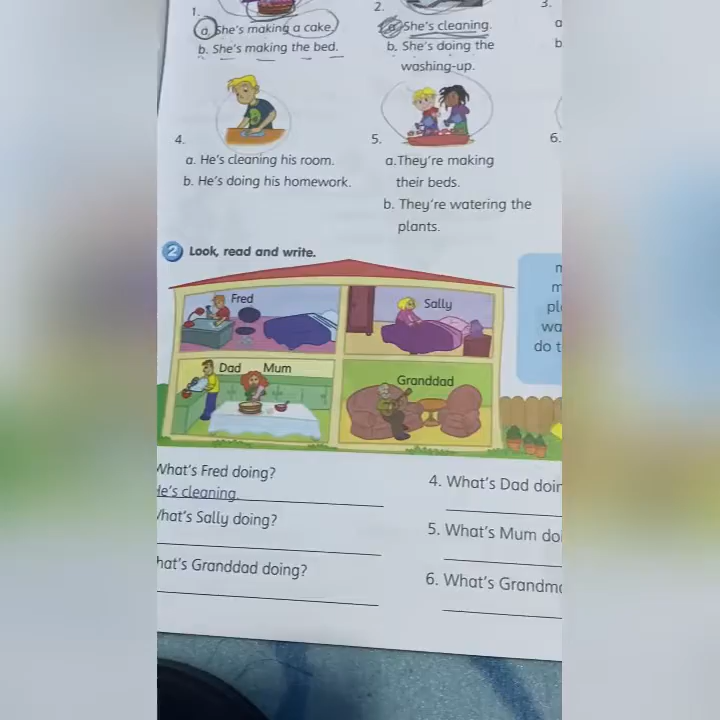 1.
2.
3.
a. She's making a cake.
b. She's making the bed.
a. She's cleaning.
b. She's doing the
washing-up.
a
b
4.
a. He's cleaning his room.
b. He's doing his homework.
5.
a. They're making
their beds.
b. They're watering the
plants.
6.
2 Look, read and write.
Fred
Sally
Dad
Mum
Granddad
m
pl
wa
do t
What's Fred doing?
He's cleaning.
What's Sally doing?
hat's Granddad doing?
4. What's Dad doin
5. What's Mum do
6. What's Grandm